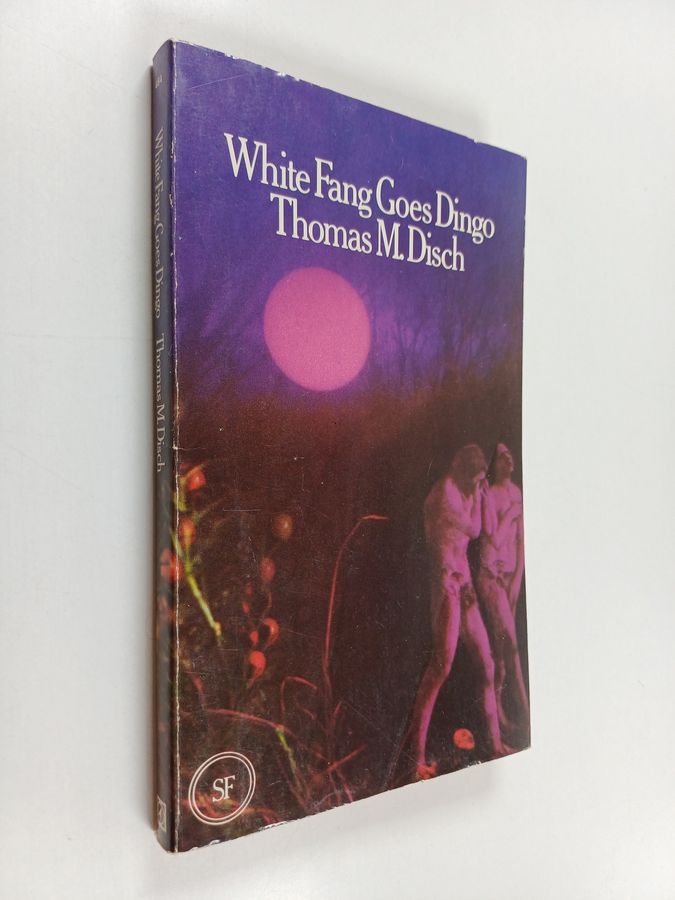 White Fang Goes Dingo
Thomas M. Disch
SF
White Fang Goes Dingo Thomas M. Disch